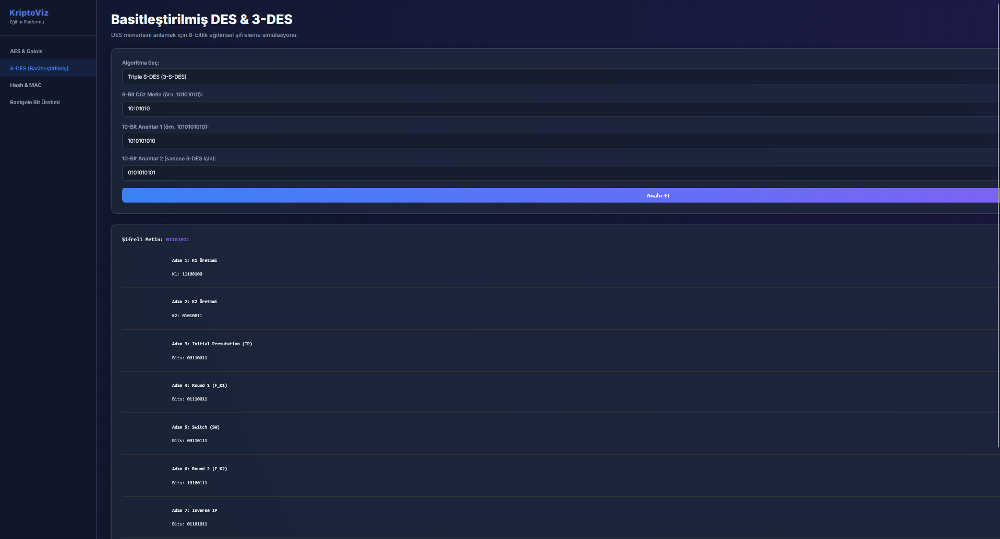 KriptoViz
Eğitim Platformu
AES & Galois
S-DES (Basitleştirilmiş)
Hash & MAC
Rastgele Bit Üretimi
Basitleştirilmiş DES & 3-DES
DES mimarisini anlamak için 8-bitlik eğitimsel şifreleme simülasyonu.
Algoritma Seç:
Triple S-DES (3-S-DES)
8-Bit Düz Metin (örn. 10101010):
10101010
10-Bit Anahtar 1 (örn. 1010101010):
1010101010
10-Bit Anahtar 2 (sadece 3-DES için):
0101010101
Analiz Et
Şifreli Metin: 01101011
Adım 1: K1 Üretimi
K1: 11100100
Adım 2: K2 Üretimi
K2: 01010011
Adım 3: Initial Permutation (IP)
Bits: 00110011
Adım 4: Round 1 (F_K1)
Bits: 01110011
Adım 5: Switch (SW)
Bits: 00110111
Adım 6: Round 2 (F_K2)
Bits: 10100111
Adım 7: Inverse IP
Bits: 01101011